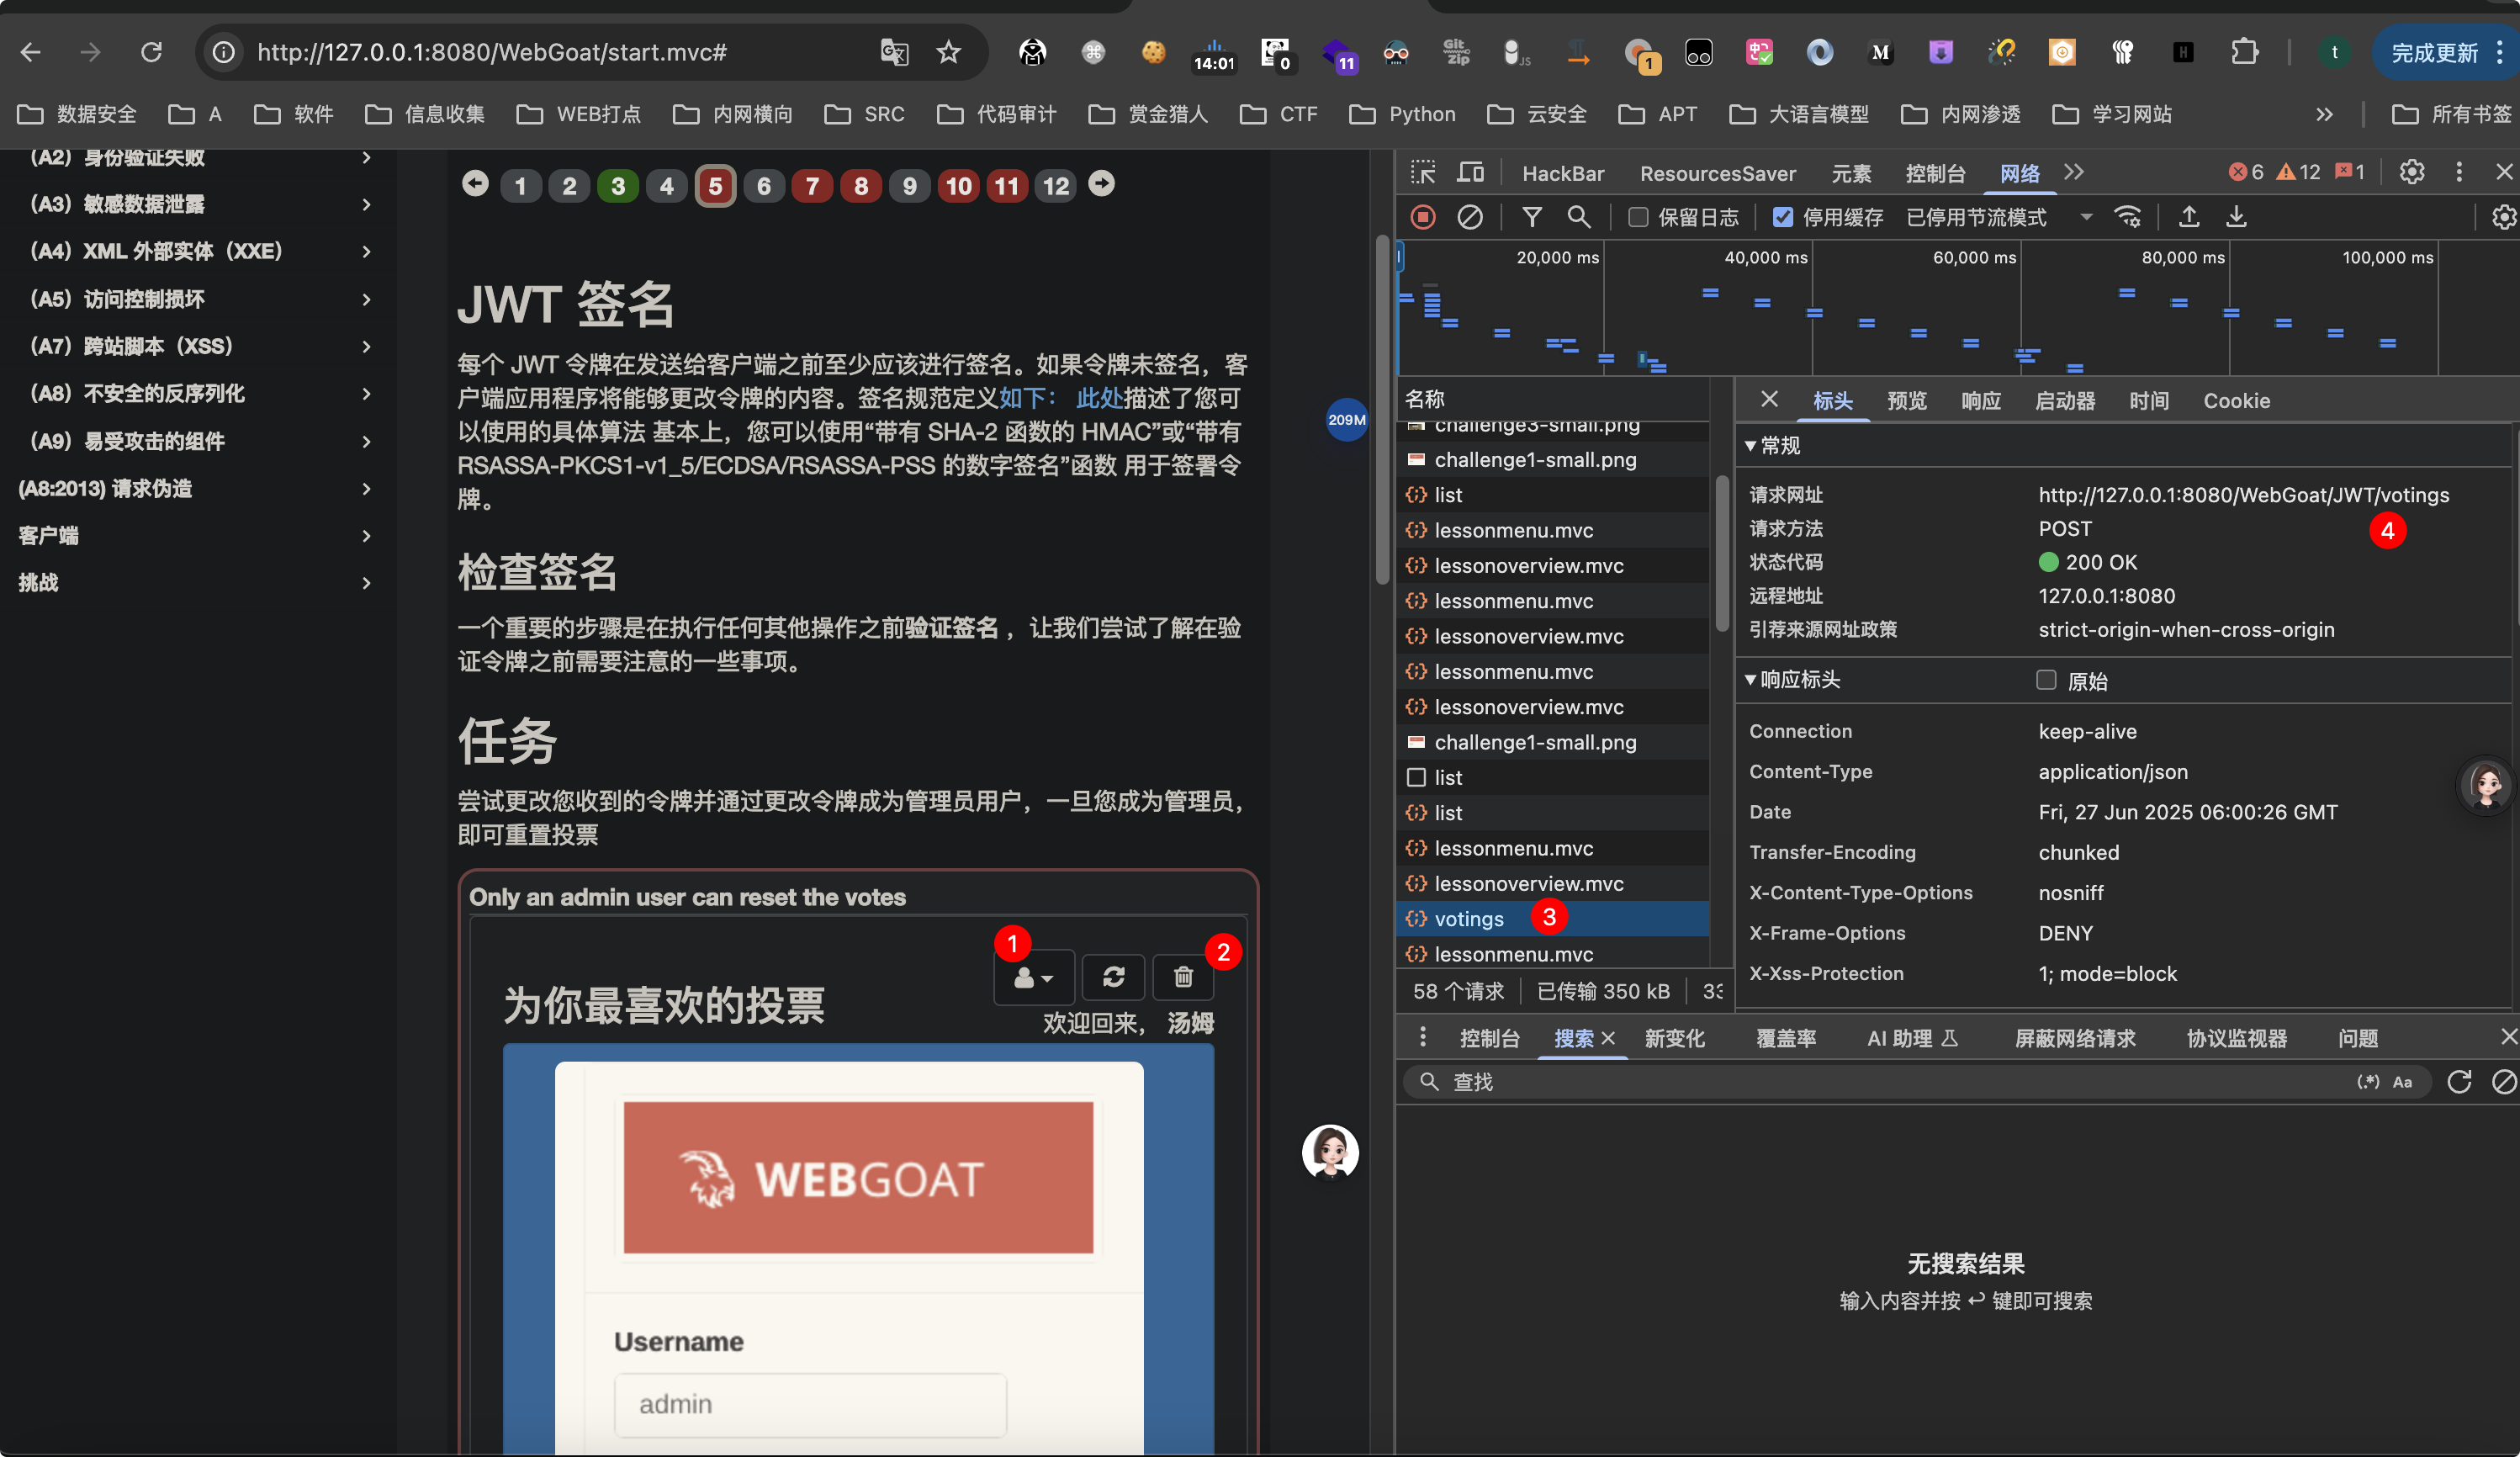 http://127.0.0.1:8080/WebGoat/start.mvc#
14:01
0
11
Git
Zip
JS
1
M
H
t
完成更新
数据安全
A
软件
信息收集
WEB打点
内网横向
SRC
代码审计
赏金猎人
CTF
Python
云安全
APT
大语言模型
内网渗透
学习网站
所有书签
（A2）身份验证失败
（A3）敏感数据泄露
（A4）XML 外部实体（XXE）
（A5）访问控制损坏
（A7）跨站脚本（XSS）
（A8）不安全的反序列化
（A9）易受攻击的组件
(A8:2013) 请求伪造
客户端
挑战
1 2 3 4 5 6 7 8 9 10 11 12
JWT 签名
每个 JWT 令牌在发送给客户端之前至少应该进行签名。如果令牌未签名，客
户端应用程序将能够更改令牌的内容。签名规范定义如下： 此处描述了您可
以使用的具体算法 基本上，您可以使用“带有 SHA-2 函数的 HMAC”或“带有
RSASSA-PKCS1-v1_5/ECDSA/RSASSA-PSS 的数字签名”函数 用于签署令
牌。
检查签名
一个重要的步骤是在执行任何其他操作之前验证签名 ，让我们尝试了解在验
证令牌之前需要注意的一些事项。
任务
尝试更改您收到的令牌并通过更改令牌成为管理员用户，一旦您成为管理员，
即可重置投票
Only an admin user can reset the votes
1
2
为你最喜欢的投票
欢迎回来， 汤姆
WEBGOAT
Username
admin
209M
HackBar
ResourcesSaver
元素
控制台
网络
6
12
1
保留日志
停用缓存
已停用节流模式
20,000 ms
40,000 ms
60,000 ms
80,000 ms
100,000 ms
名称
challenge3-small.png
challenge1-small.png
list
lessonmenu.mvc
lessonoverview.mvc
lessonmenu.mvc
lessonoverview.mvc
lessonmenu.mvc
lessonoverview.mvc
challenge1-small.png
list
list
lessonmenu.mvc
lessonoverview.mvc
votings 3
lessonmenu.mvc
58 个请求
已传输 350 kB
标头
预览
响应
启动器
时间
Cookie
常规
请求网址 http://127.0.0.1:8080/WebGoat/JWT/votings
请求方法 POST
4
状态代码 200 OK
远程地址 127.0.0.1:8080
引荐来源网址政策 strict-origin-when-cross-origin
响应标头 原始
Connection keep-alive
Content-Type application/json
Date Fri, 27 Jun 2025 06:00:26 GMT
Transfer-Encoding chunked
X-Content-Type-Options nosniff
X-Frame-Options DENY
X-Xss-Protection 1; mode=block
控制台
搜索
新变化
覆盖率
AI 助理
屏蔽网络请求
协议监视器
问题
查找
(.*) Aa
无搜索结果
输入内容并按 ↩ 键即可搜索